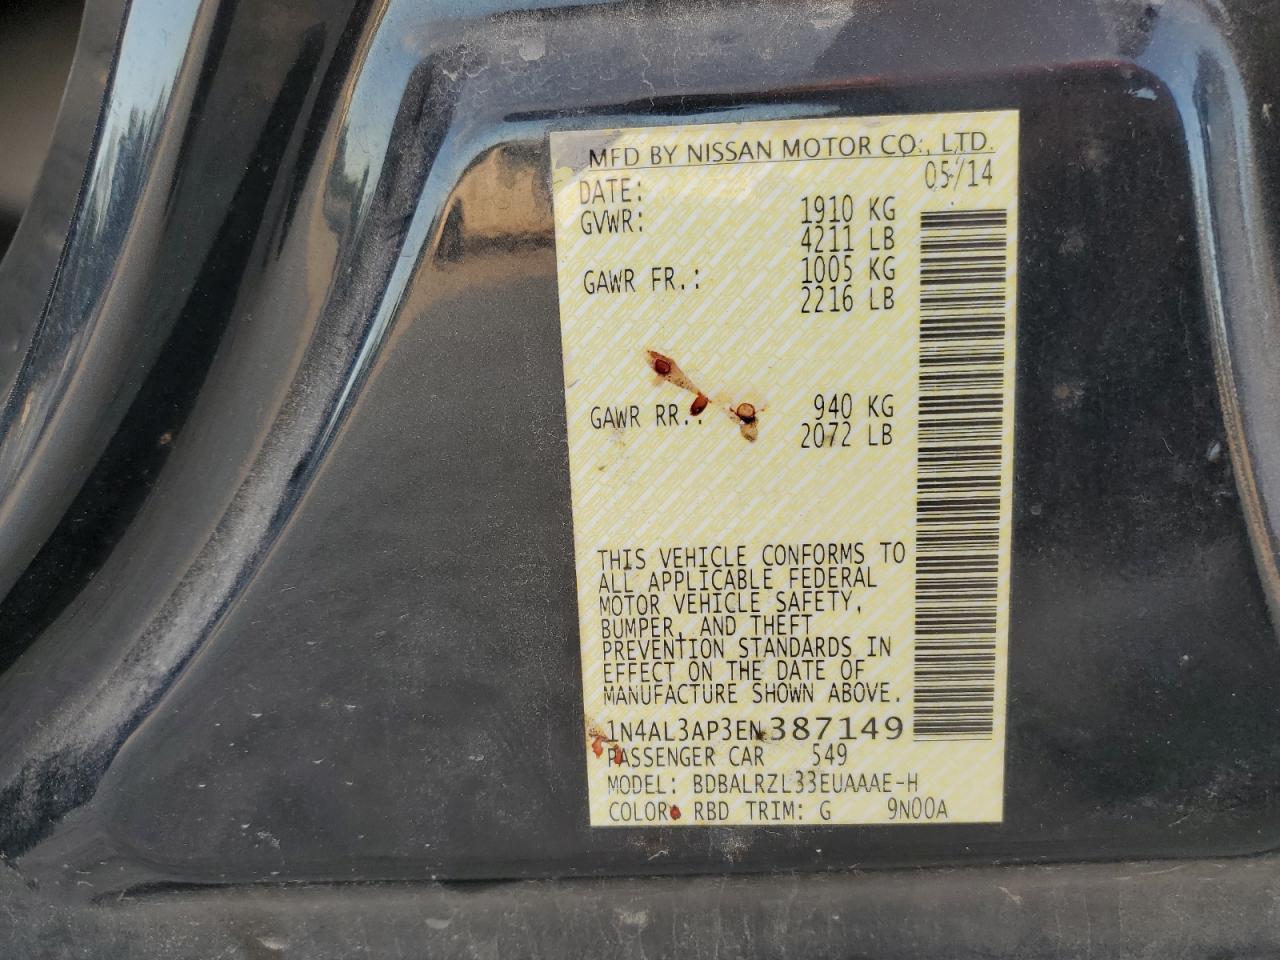 MFD BY NISSAN MOTOR CO., LTD.
DATE: 05/14
GVWR: 1910 KG
4211 LB
GAWR FR.: 1005 KG
2216 LB
GAWR RR.: 940 KG
2072 LB
THIS VEHICLE CONFORMS TO
ALL APPLICABLE FEDERAL
MOTOR VEHICLE SAFETY,
BUMPER, AND THEFT
PREVENTION STANDARDS IN
EFFECT ON THE DATE OF
MANUFACTURE SHOWN ABOVE.
1N4AL3AP3EN387149
PASSENGER CAR 549
MODEL: BDBALRZL33EUAAAE-H
COLOR: RBD TRIM: G 9N00A